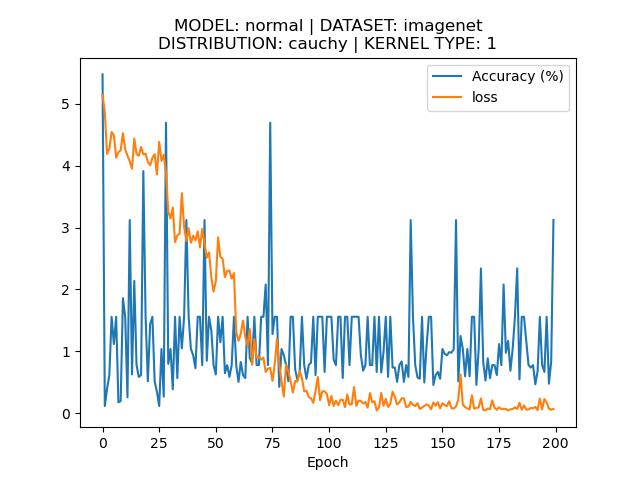 MODEL: normal | DATASET: imagenet
DISTRIBUTION: cauchy | KERNEL TYPE: 1
Accuracy (%)
loss
5
4
3
2
1
0
0 25 50 75 100 125 150 175 200
Epoch